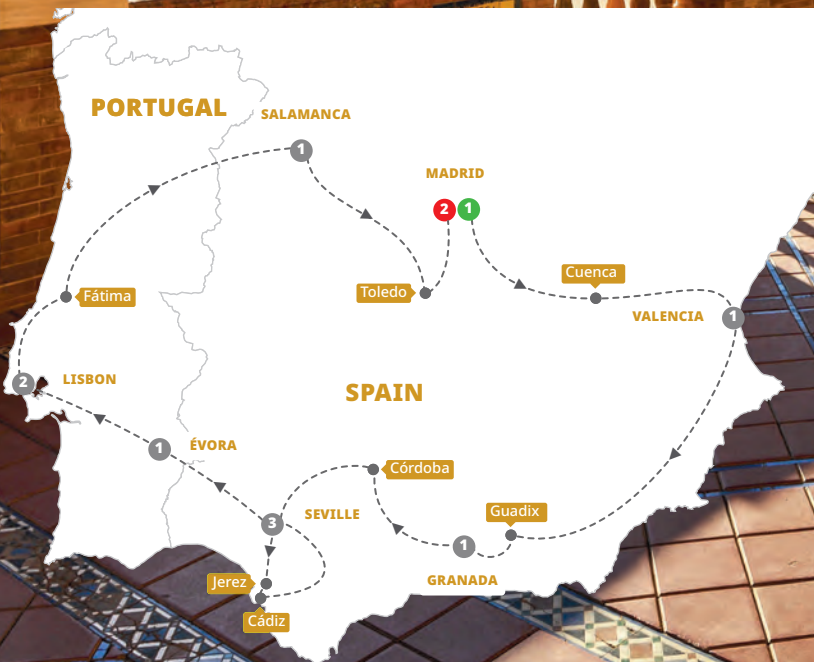 PORTUGAL
SALAMANCA
1
MADRID
2 1
Cuenca
Toledo
Fátima
VALENCIA
1
LISBON
2
SPAIN
ÉVORA
1
Córdoba
Guadix
SEVILLE
3
1
GRANADA
Jerez
Cádiz